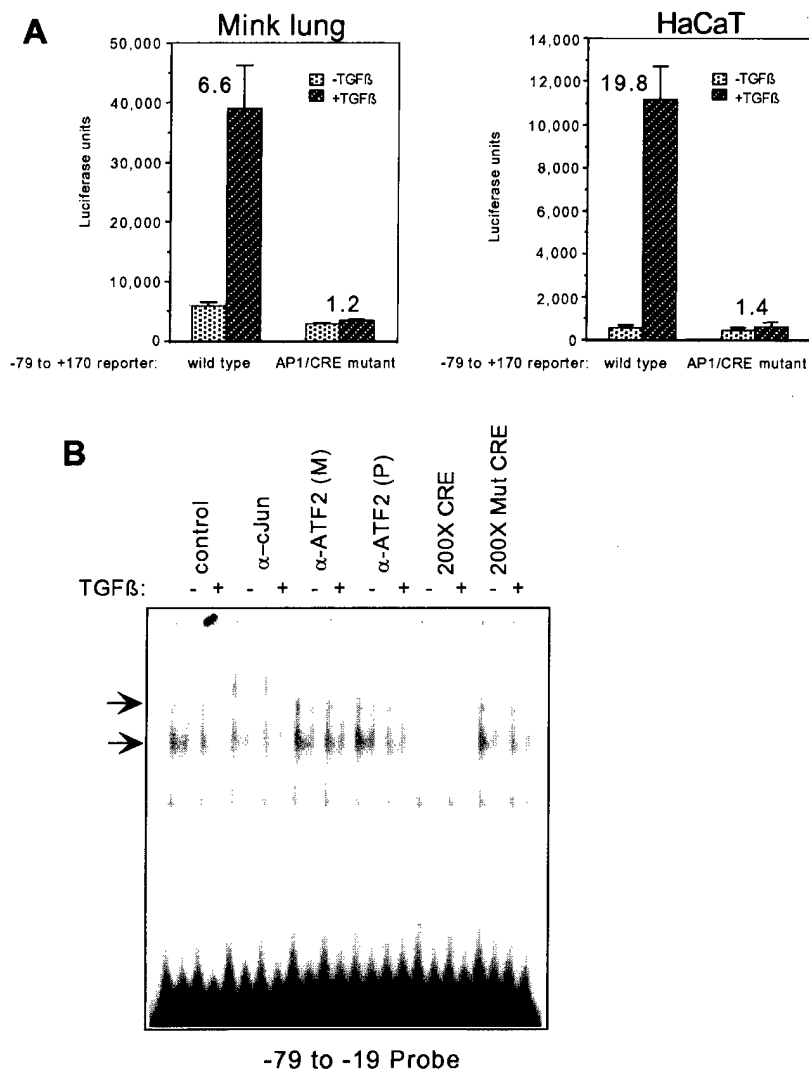 A
Mink lung
50,000
40,000
30,000
20,000
10,000
0
Luciferase units
6.6
1.2
-TGFß
+TGFß
-79 to +170 reporter: wild type AP1/CRE mutant
HaCaT
14,000
12,000
10,000
8,000
6,000
4,000
2,000
0
Luciferase units
19.8
1.4
-TGFß
+TGFß
-79 to +170 reporter: wild type AP1/CRE mutant
B
control
α-cJun
α-ATF2 (M)
α-ATF2 (P)
200X CRE
200X Mut CRE
TGFß: - + - + - + - + - + - +
-79 to -19 Probe